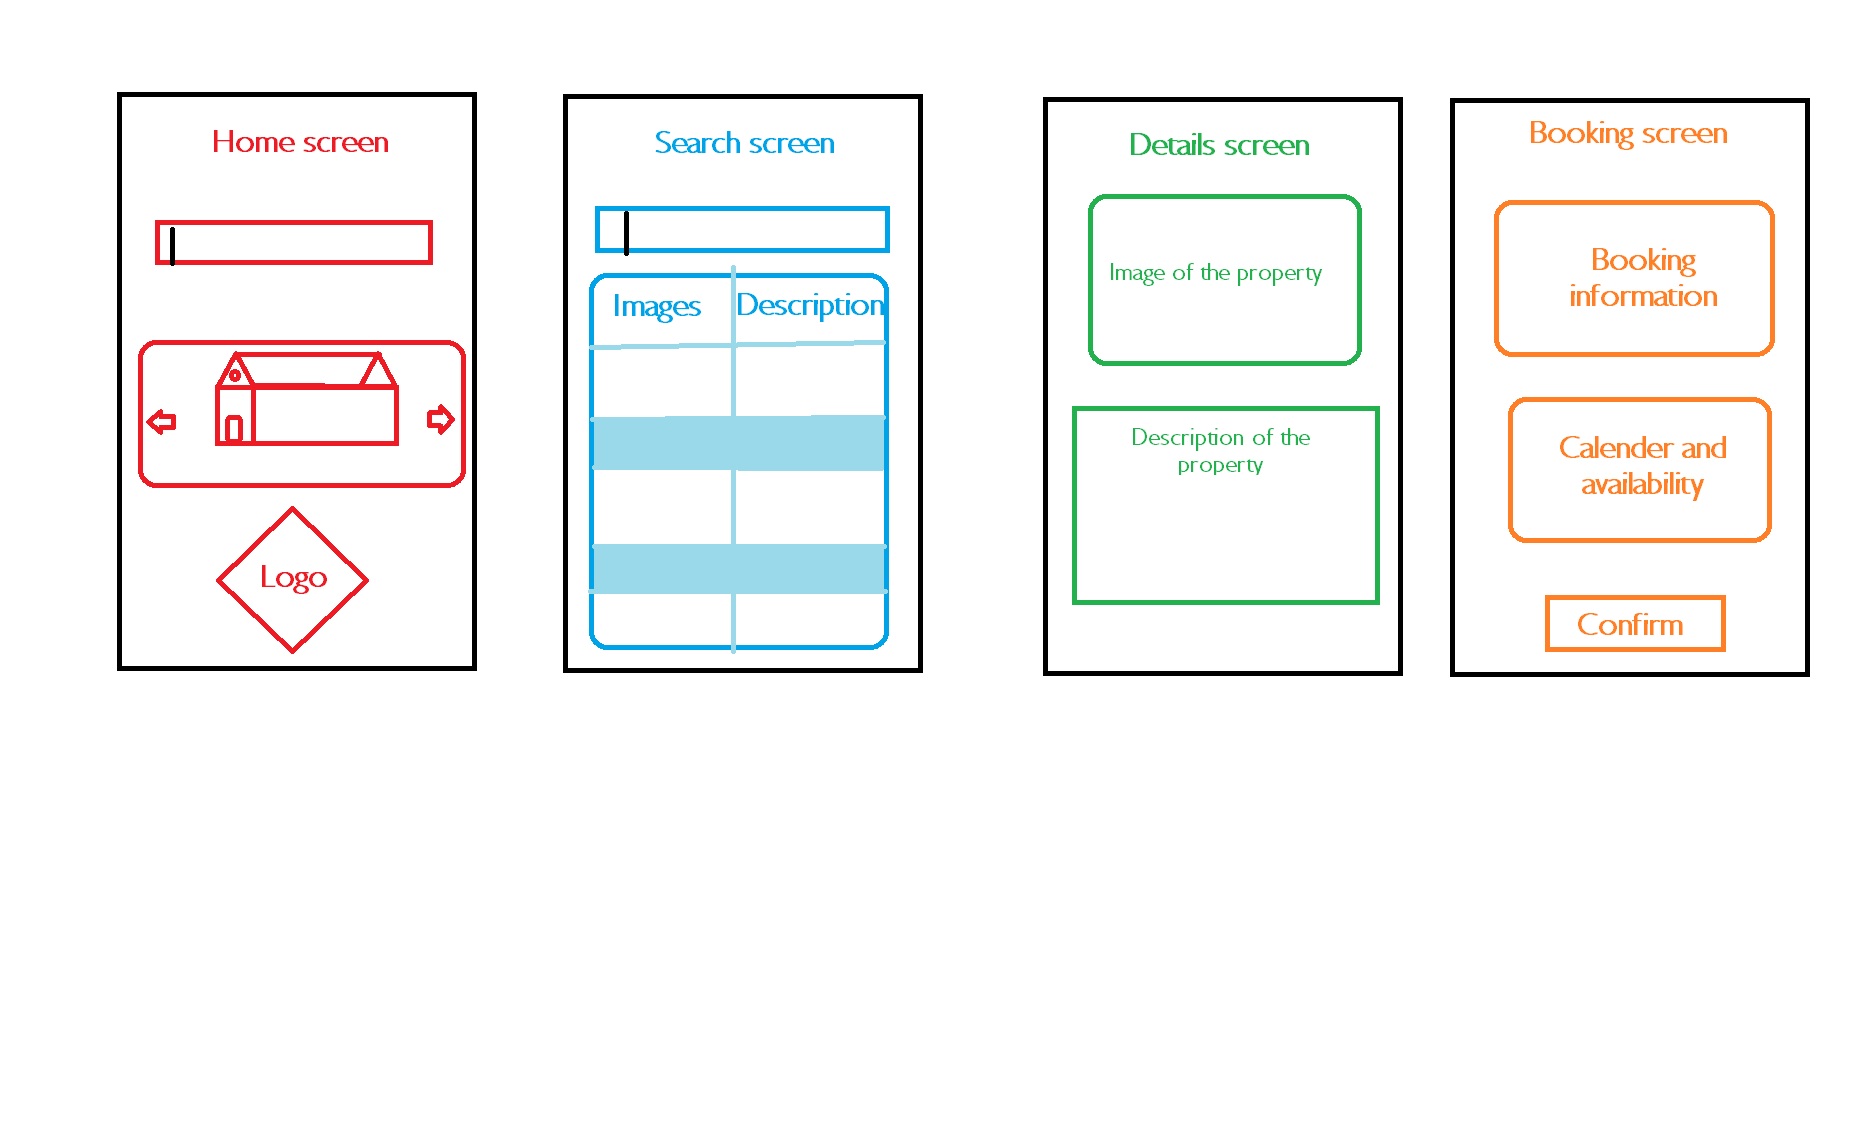 Home screen
Logo
Search screen
Images
Description
Details screen
Image of the property
Description of the
property
Booking screen
Booking
information
Calender and
availability
Confirm